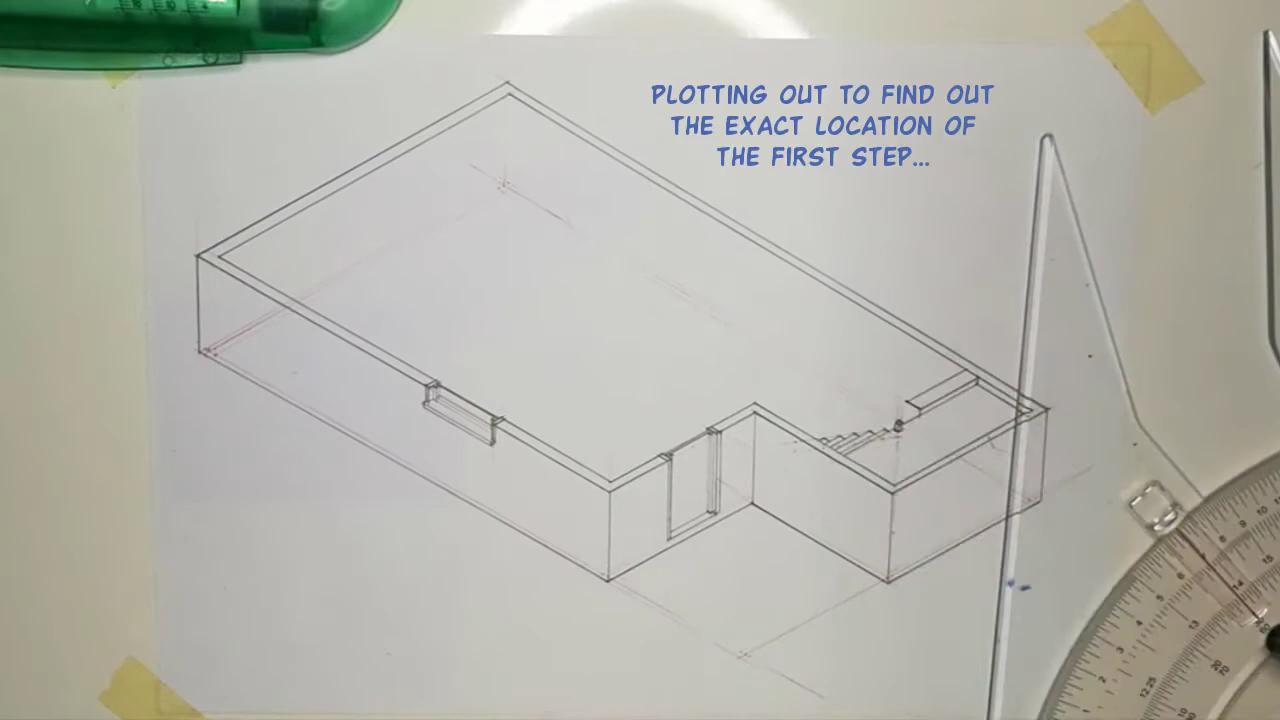 PLOTTING OUT TO FIND OUT
THE EXACT LOCATION OF
THE FIRST STEP...